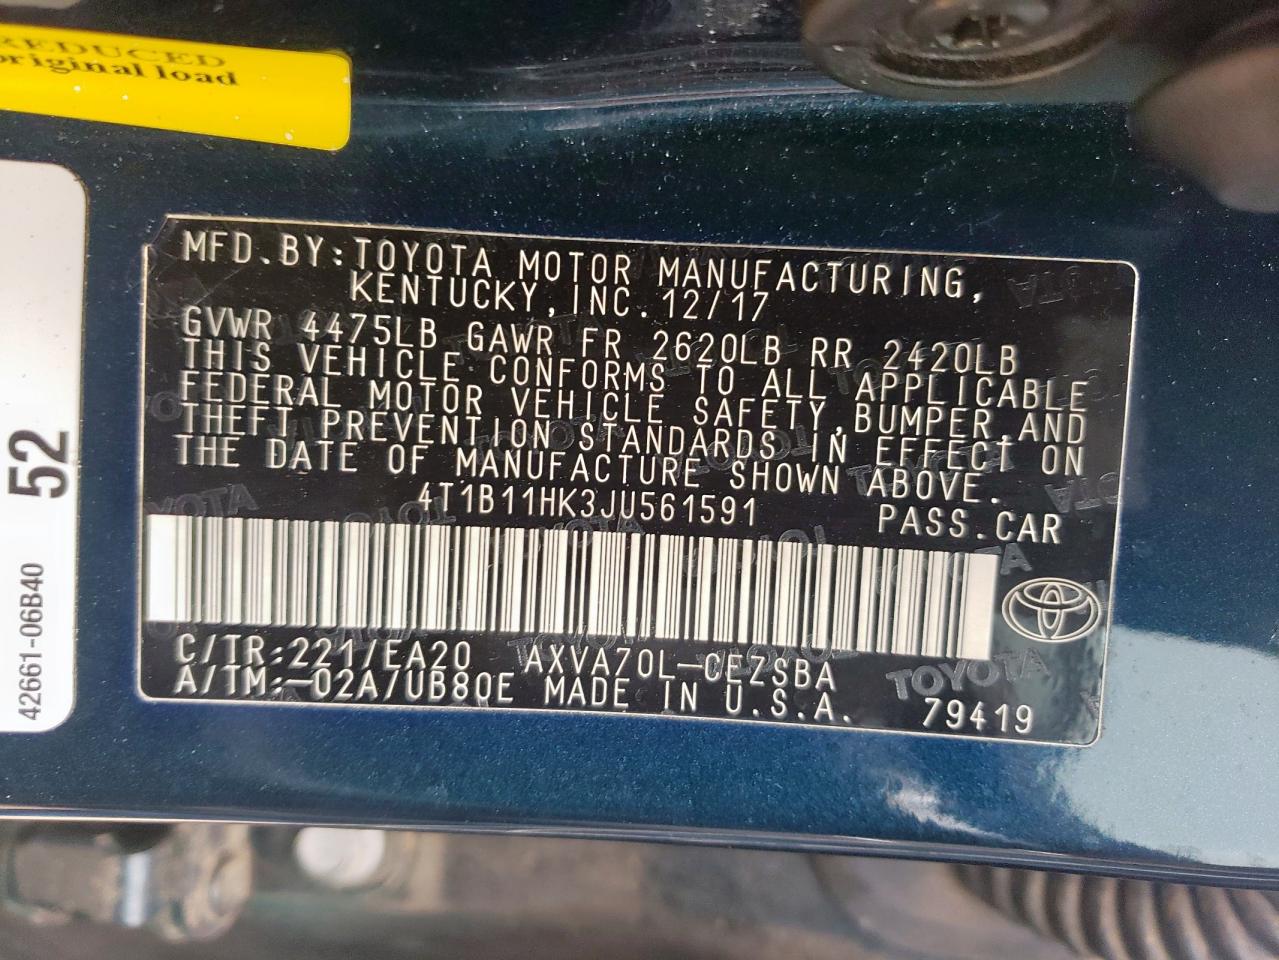 REDUCED
original load
52
42661-06B40
MFD.BY:TOYOTA MOTOR MANUFACTURING,
KENTUCKY,INC.12/17
GVWR 4475LB GAWR FR 2620LB RR 2420LB
THIS VEHICLE CONFORMS TO ALL APPLICABLE
FEDERAL MOTOR VEHICLE SAFETY,BUMPER,AND
THEFT PREVENTION STANDARDS IN EFFECT ON
THE DATE OF MANUFACTURE SHOWN ABOVE.
4T1B11HK3JU561591 PASS.CAR
C/TR:221/EA20 AXVA70L-CEZSBA
A/TM:-02A/UB80E MADE IN U.S.A. 79419
TOYOTA